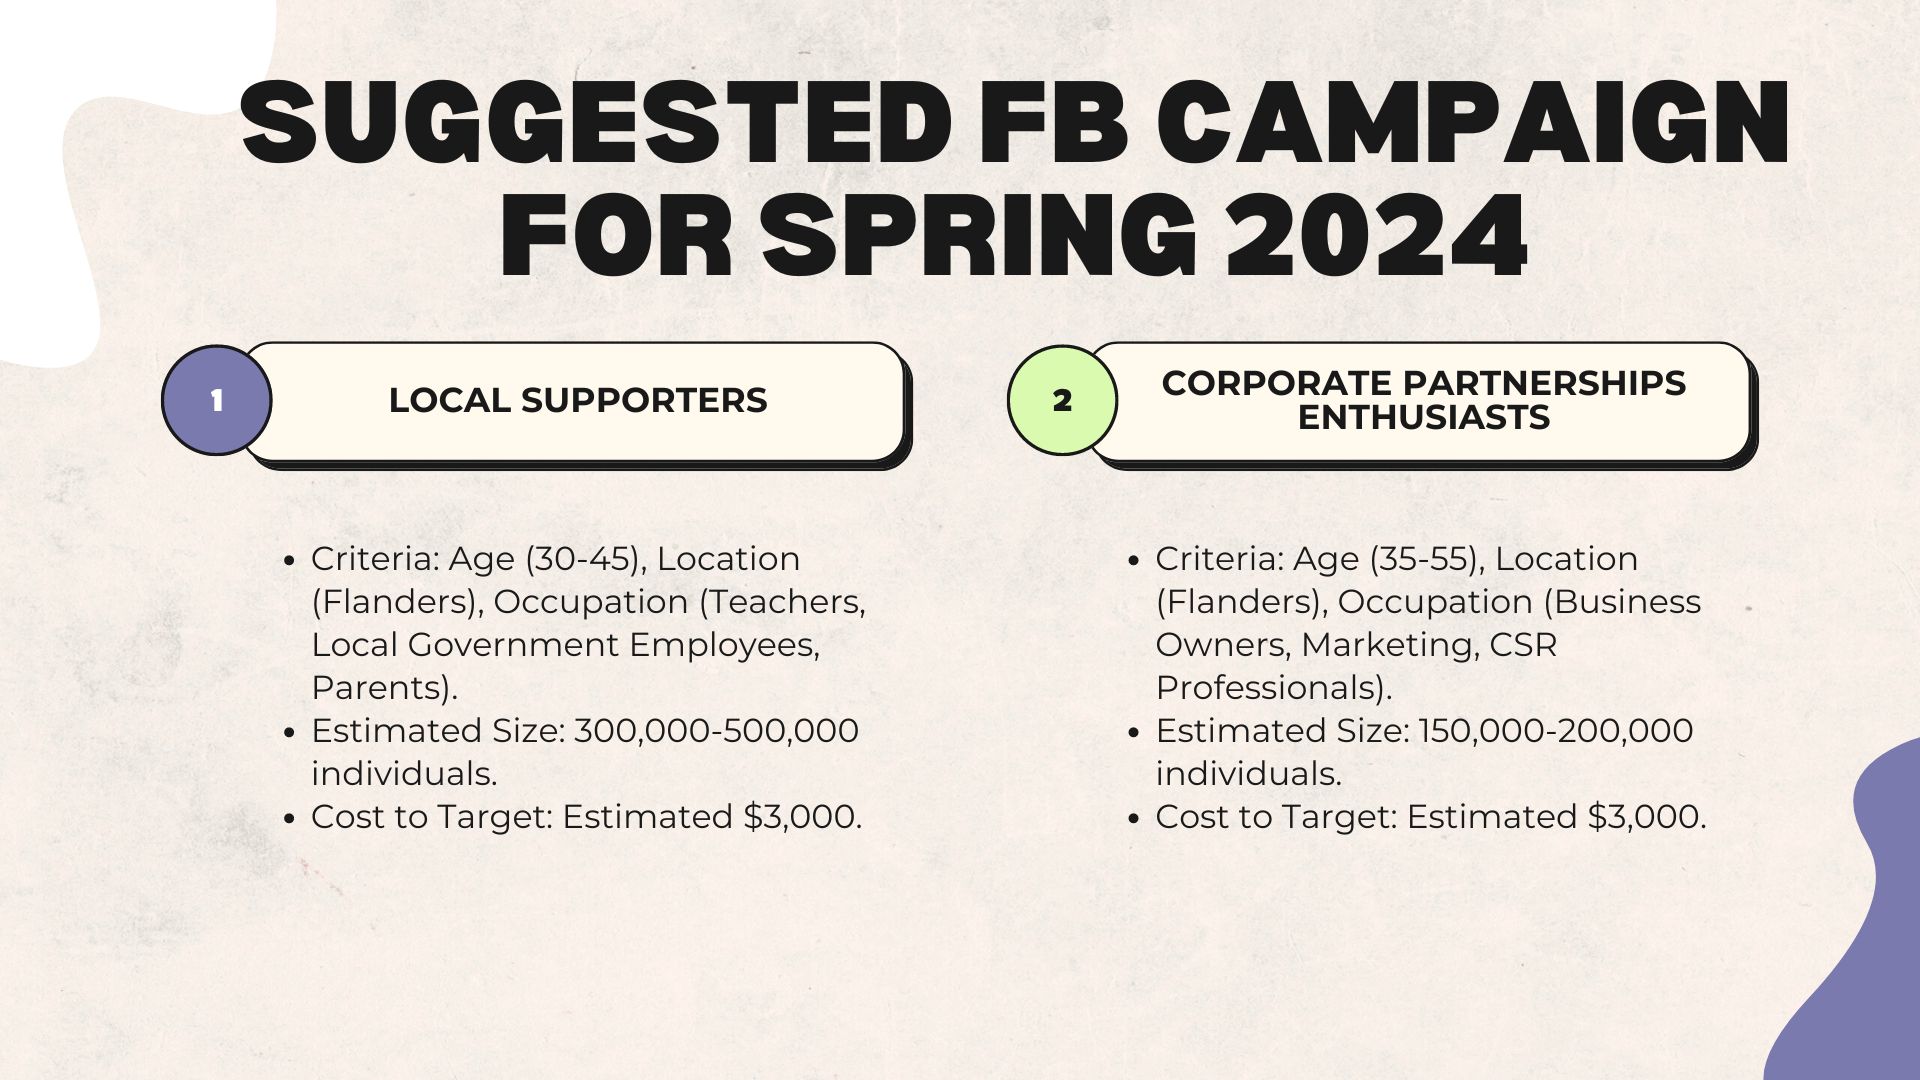 SUGGESTED FB CAMPAIGN
FOR SPRING 2024
1
LOCAL SUPPORTERS
• Criteria: Age (30-45), Location
(Flanders), Occupation (Teachers,
Local Government Employees,
Parents).
• Estimated Size: 300,000-500,000
individuals.
• Cost to Target: Estimated $3,000.
2
CORPORATE PARTNERSHIPS
ENTHUSIASTS
• Criteria: Age (35-55), Location
(Flanders), Occupation (Business
Owners, Marketing, CSR
Professionals).
• Estimated Size: 150,000-200,000
individuals.
• Cost to Target: Estimated $3,000.